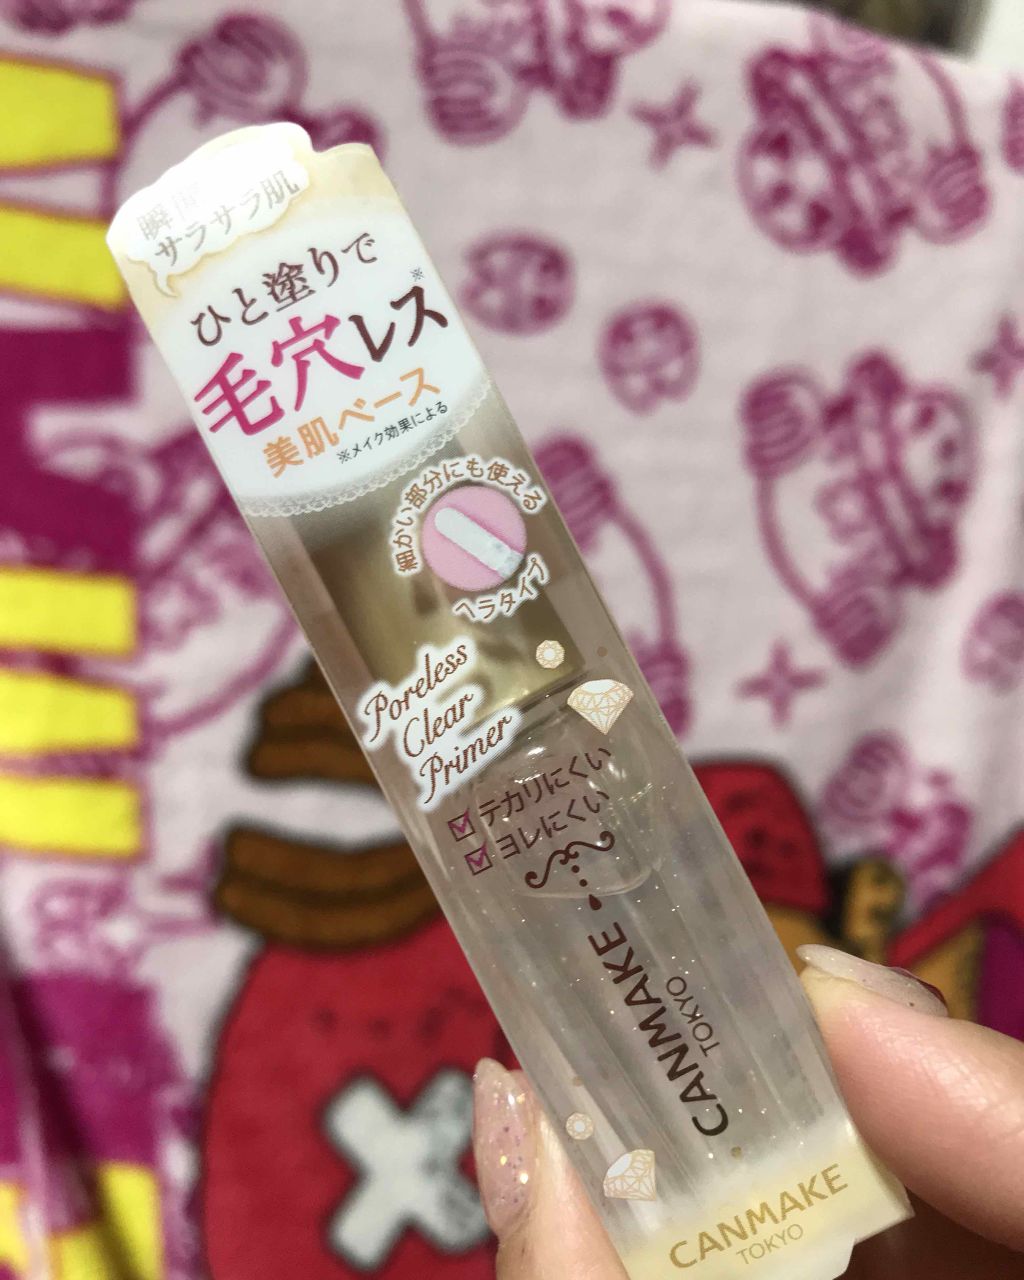 サラサラ肌
ひと塗りで
毛穴レス※
美肌ベース
※メイク効果による
細かい部分にも使える
ヘラタイプ
Poreless
Clear
Primer
☑テカリにくい
☑ヨレにくい
CANMAKE
TOKYO
CANMAKE
TOKYO